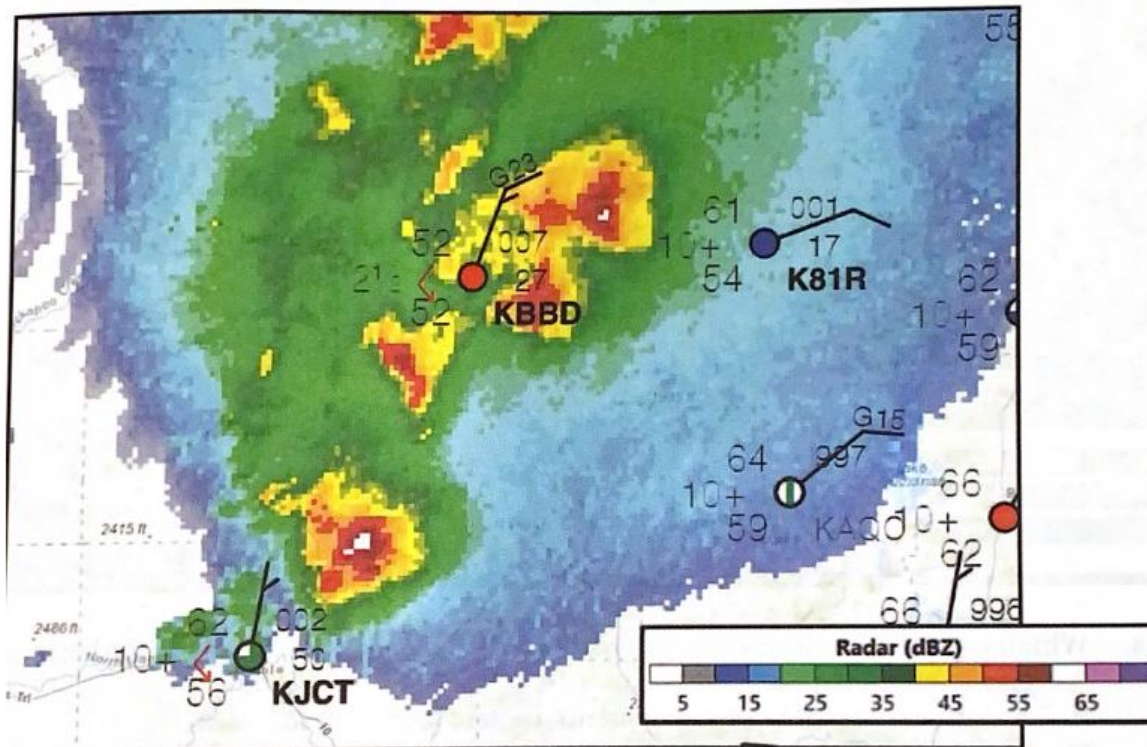 55
G23
52 007
2½ 27
52 KBBD
61 001
10+ 17
54 K81R
62
10+
59
G15
64 997
10+
59 KAQO
66
10+
62
2415 ft
2486 ft
62 002
10+ 50
56 KJCT
66 996
Radar (dBZ)
5 15 25 35 45 55 65